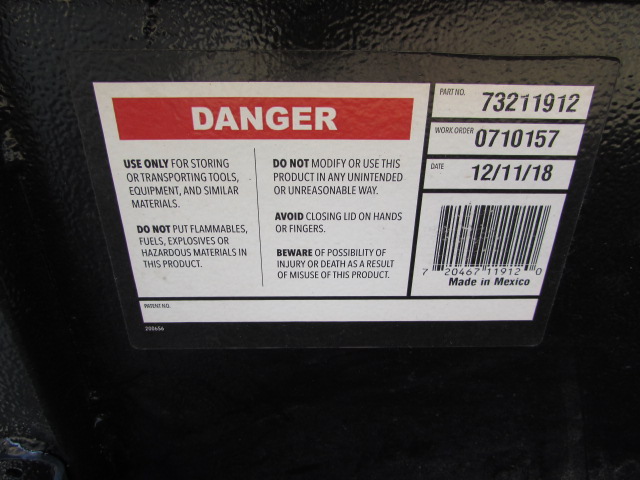 DANGER
USE ONLY FOR STORING
OR TRANSPORTING TOOLS,
EQUIPMENT, AND SIMILAR
MATERIALS.
DO NOT PUT FLAMMABLES,
FUELS, EXPLOSIVES OR
HAZARDOUS MATERIALS IN
THIS PRODUCT.
DO NOT MODIFY OR USE THIS
PRODUCT IN ANY UNINTENDED
OR UNREASONABLE WAY.
AVOID CLOSING LID ON HANDS
OR FINGERS.
BEWARE OF POSSIBILITY OF
INJURY OR DEATH AS A RESULT
OF MISUSE OF THIS PRODUCT.
PART NO. 73211912
WORK ORDER 0710157
DATE 12/11/18
7 20467 11912 0
Made in Mexico
PATENT NO.
200656